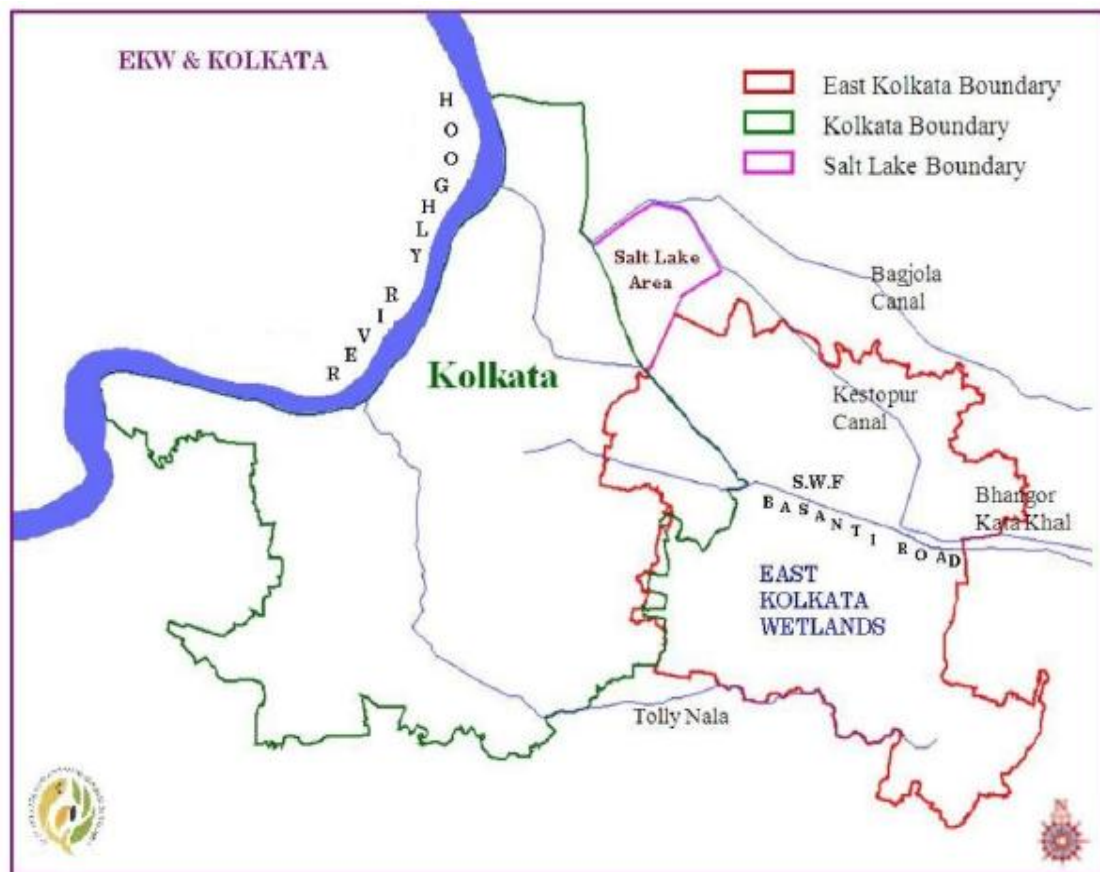 EKW & KOLKATA
East Kolkata Boundary
Kolkata Boundary
Salt Lake Boundary
HOOGHLY
RIVER
Salt Lake
Area
Bagjola
Canal
Kolkata
Kestopur
Canal
S.W.F
BASANTI ROAD
Bhangor
Kata Khal
EAST
KOLKATA
WETLANDS
Tolly Nala
N